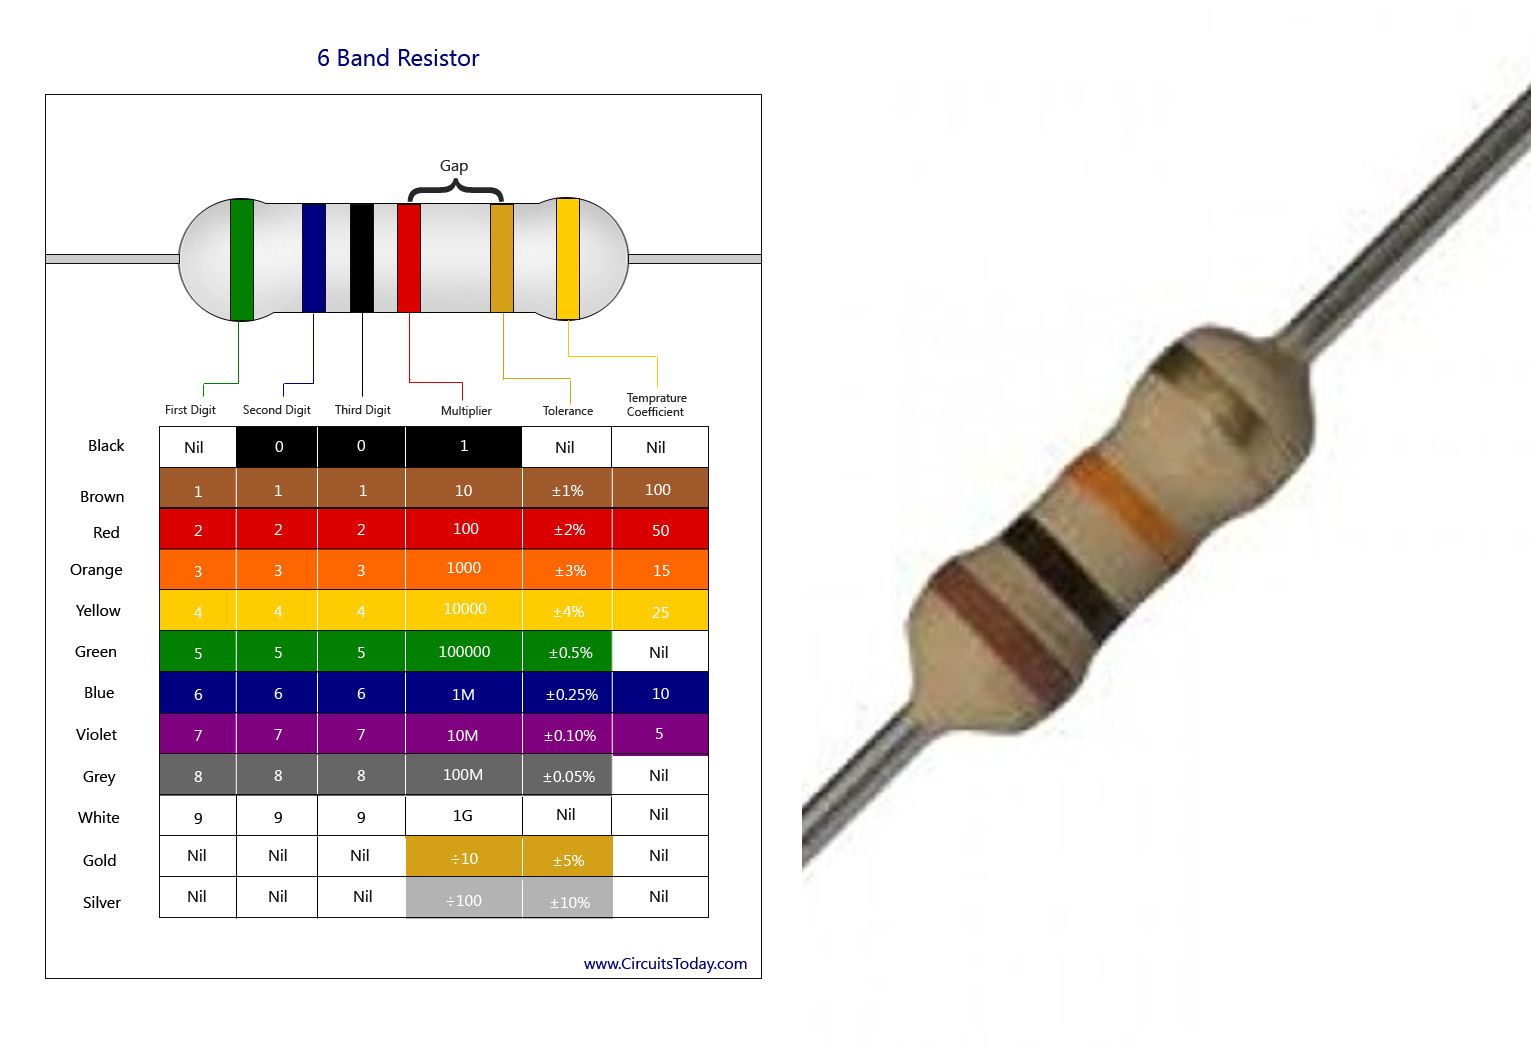 6 Band Resistor
Gap
First Digit Second Digit Third Digit Multiplier Tolerance Temprature Coefficient
Black Nil 0 0 1 Nil Nil
Brown 1 1 1 10 ±1% 100
Red 2 2 2 100 ±2% 50
Orange 3 3 3 1000 ±3% 15
Yellow 4 4 4 10000 ±4% 25
Green 5 5 5 100000 ±0.5% Nil
Blue 6 6 6 1M ±0.25% 10
Violet 7 7 7 10M ±0.10% 5
Grey 8 8 8 100M ±0.05% Nil
White 9 9 9 1G Nil Nil
Gold Nil Nil Nil ÷10 ±5% Nil
Silver Nil Nil Nil ÷100 ±10% Nil
www.CircuitsToday.com